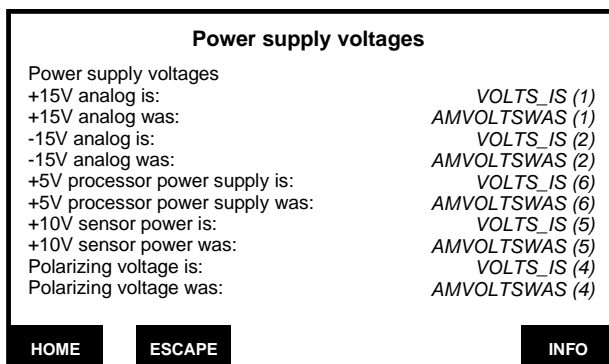 Power supply voltages
Power supply voltages
+15V analog is: VOLTS_IS (1)
+15V analog was: AMVOLTSWAS (1)
-15V analog is: VOLTS_IS (2)
-15V analog was: AMVOLTSWAS (2)
+5V processor power supply is: VOLTS_IS (6)
+5V processor power supply was: AMVOLTSWAS (6)
+10V sensor power is: VOLTS_IS (5)
+10V sensor power was: AMVOLTSWAS (5)
Polarizing voltage is: VOLTS_IS (4)
Polarizing voltage was: AMVOLTSWAS (4)
HOME ESCAPE INFO